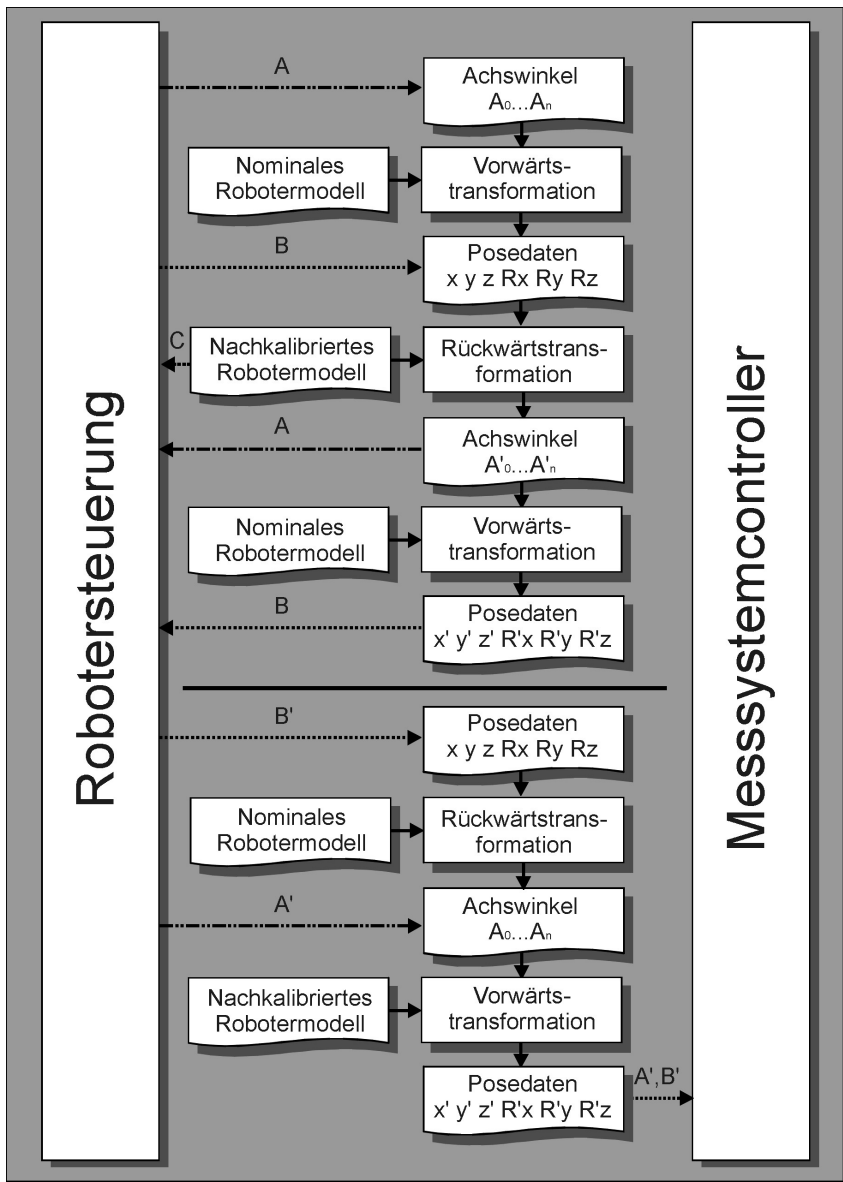 Robotersteuerung
A
Achswinkel
A0...An
Nominales
Robotermodell
Vorwärts-
transformation
B
Posedaten
x y z Rx Ry Rz
C
Nachkalibriertes
Robotermodell
Rückwärtstrans-
formation
A
Achswinkel
A'0...A'n
Nominales
Robotermodell
Vorwärts-
transformation
B
Posedaten
x' y' z' R'x R'y R'z
B'
Posedaten
x y z Rx Ry Rz
Nominales
Robotermodell
Rückwärtstrans-
formation
A'
Achswinkel
A0...An
Nachkalibriertes
Robotermodell
Vorwärts-
transformation
Posedaten
x' y' z' R'x R'y R'z
A',B'
Messsystemcontroller